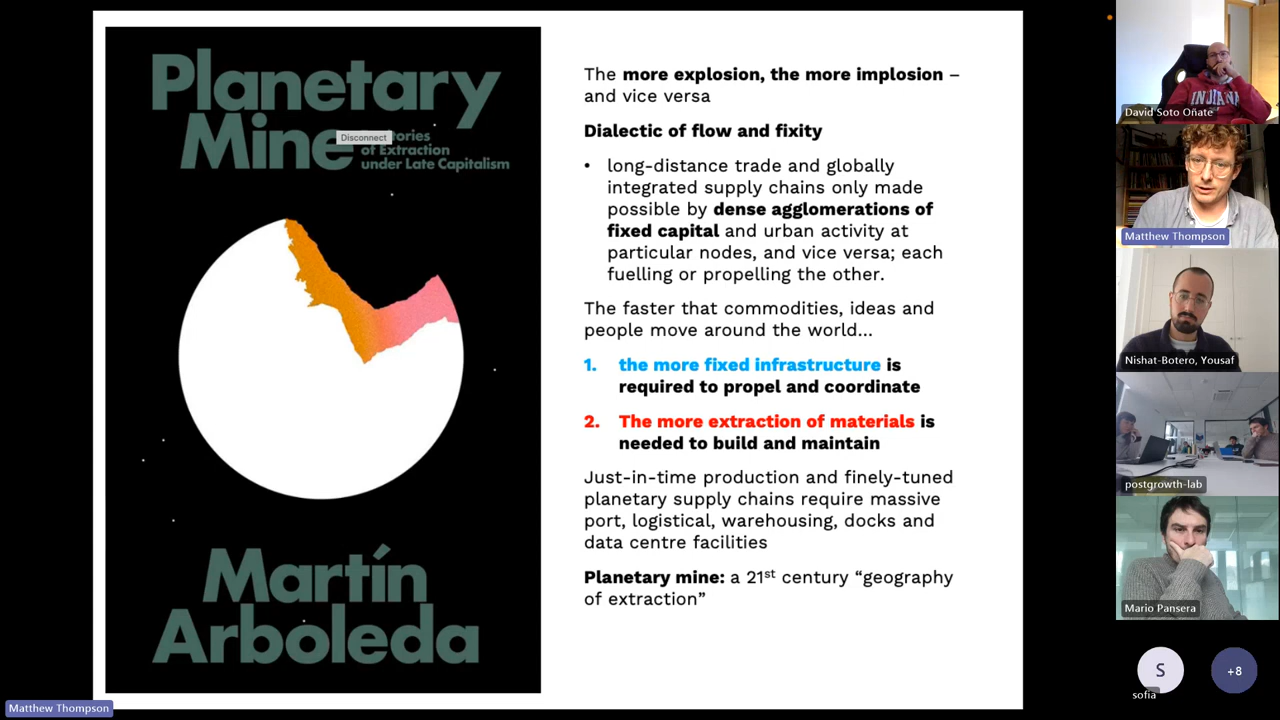 Planetary
Mine
Disconnect
tories
of Extraction
under Late Capitalism
Martín
Arboleda
The more explosion, the more implosion –
and vice versa
Dialectic of flow and fixity
• long-distance trade and globally
integrated supply chains only made
possible by dense agglomerations of
fixed capital and urban activity at
particular nodes, and vice versa; each
fuelling or propelling the other.
The faster that commodities, ideas and
people move around the world...
1. the more fixed infrastructure is
required to propel and coordinate
2. The more extraction of materials is
needed to build and maintain
Just-in-time production and finely-tuned
planetary supply chains require massive
port, logistical, warehousing, docks and
data centre facilities
Planetary mine: a 21st century “geography
of extraction”
Matthew Thompson
INDIANA
David Soto Oñate
Matthew Thompson
Nishat-Botero, Yousaf
postgrowth-lab
Mario Pansera
S
sofia
+8